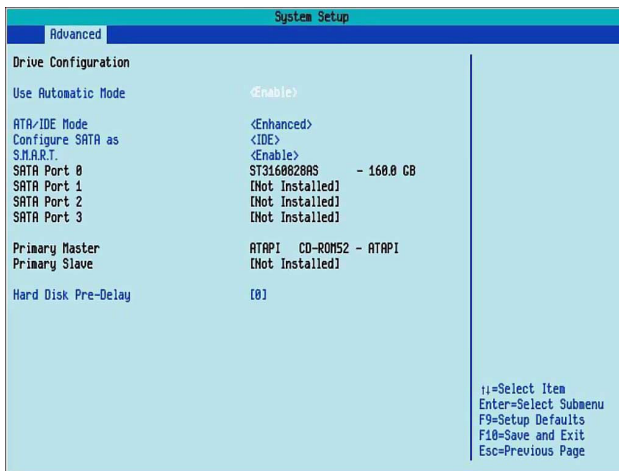 System Setup
Advanced
Drive Configuration
Use Automatic Mode <Enable>
ATA/IDE Mode <Enhanced>
Configure SATA as <IDE>
S.M.A.R.T. <Enable>
SATA Port 0 ST3160828AS - 160.0 GB
SATA Port 1 [Not Installed]
SATA Port 2 [Not Installed]
SATA Port 3 [Not Installed]
Primary Master ATAPI CD-ROM52 - ATAPI
Primary Slave [Not Installed]
Hard Disk Pre-Delay [0]
↑↓=Select Item
Enter=Select Submenu
F9=Setup Defaults
F10=Save and Exit
Esc=Previous Page